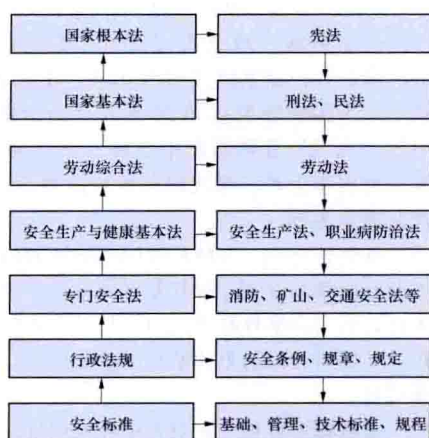 国家根本法 宪法
国家基本法 刑法、民法
劳动综合法 劳动法
安全生产与健康基本法 安全生产法、职业病防治法
专门安全法 消防、矿山、交通安全法等
行政法规 安全条例、规章、规定
安全标准 基础、管理、技术标准、规程